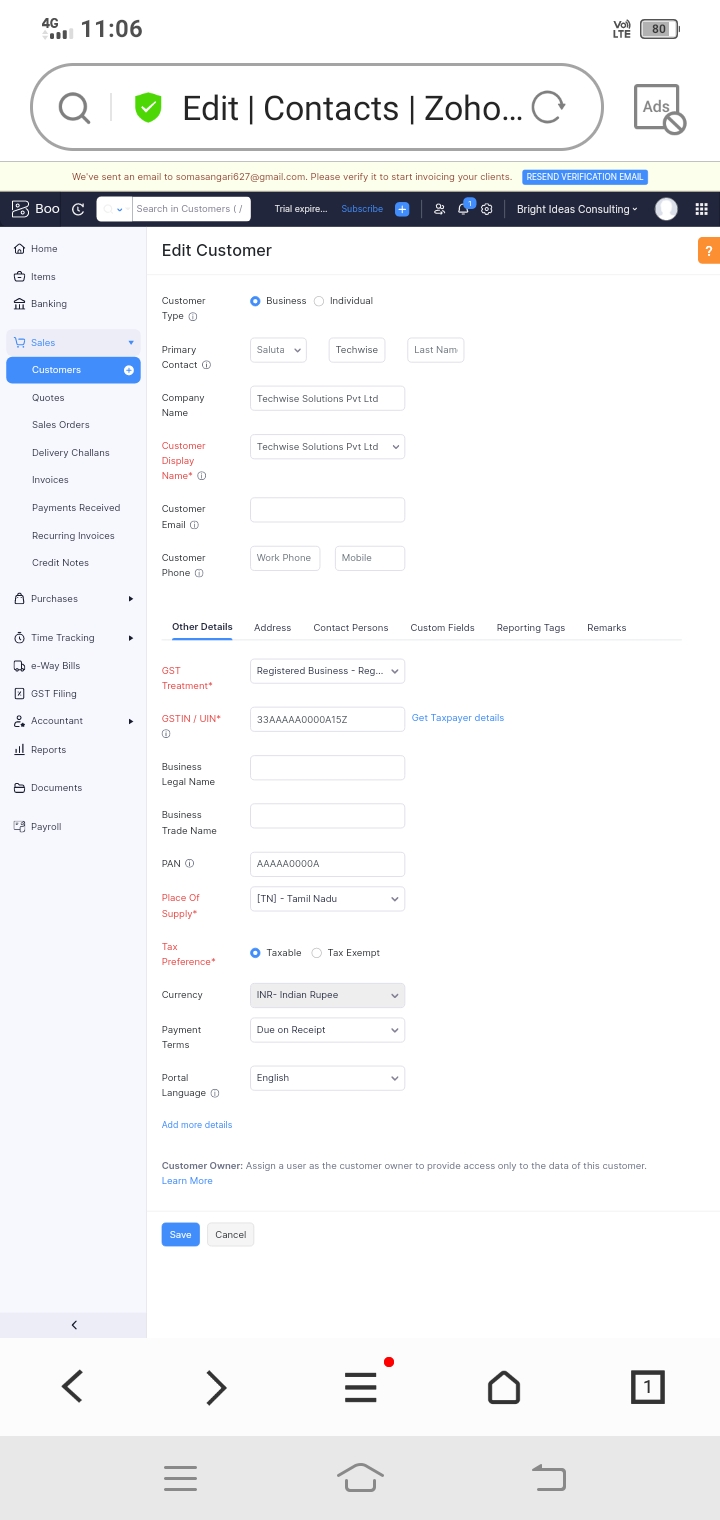 4G 11:06 Vo) LTE 80
Edit | Contacts | Zoho... Ads
We've sent an email to somasangari627@gmail.com. Please verify it to start invoicing your clients. RESEND VERIFICATION EMAIL
Boo Search in Customers ( / Trial expire... Subscribe 1 Bright Ideas Consulting
Edit Customer ?
Home
Items
Banking
Sales
Customers
Quotes
Sales Orders
Delivery Challans
Invoices
Payments Received
Recurring Invoices
Credit Notes
Purchases
Time Tracking
e-Way Bills
GST Filing
Accountant
Reports
Documents
Payroll
Customer Type Business Individual
Primary Contact Saluta Techwise Last Nam
Company Name Techwise Solutions Pvt Ltd
Customer Display Name* Techwise Solutions Pvt Ltd
Customer Email
Customer Phone Work Phone Mobile
Other Details Address Contact Persons Custom Fields Reporting Tags Remarks
GST Treatment* Registered Business - Reg...
GSTIN / UIN* 33AAAAA0000A15Z Get Taxpayer details
Business Legal Name
Business Trade Name
PAN AAAAA0000A
Place Of Supply* [TN] - Tamil Nadu
Tax Preference* Taxable Tax Exempt
Currency INR- Indian Rupee
Payment Terms Due on Receipt
Portal Language English
Add more details
Customer Owner: Assign a user as the customer owner to provide access only to the data of this customer.
Learn More
Save Cancel
1